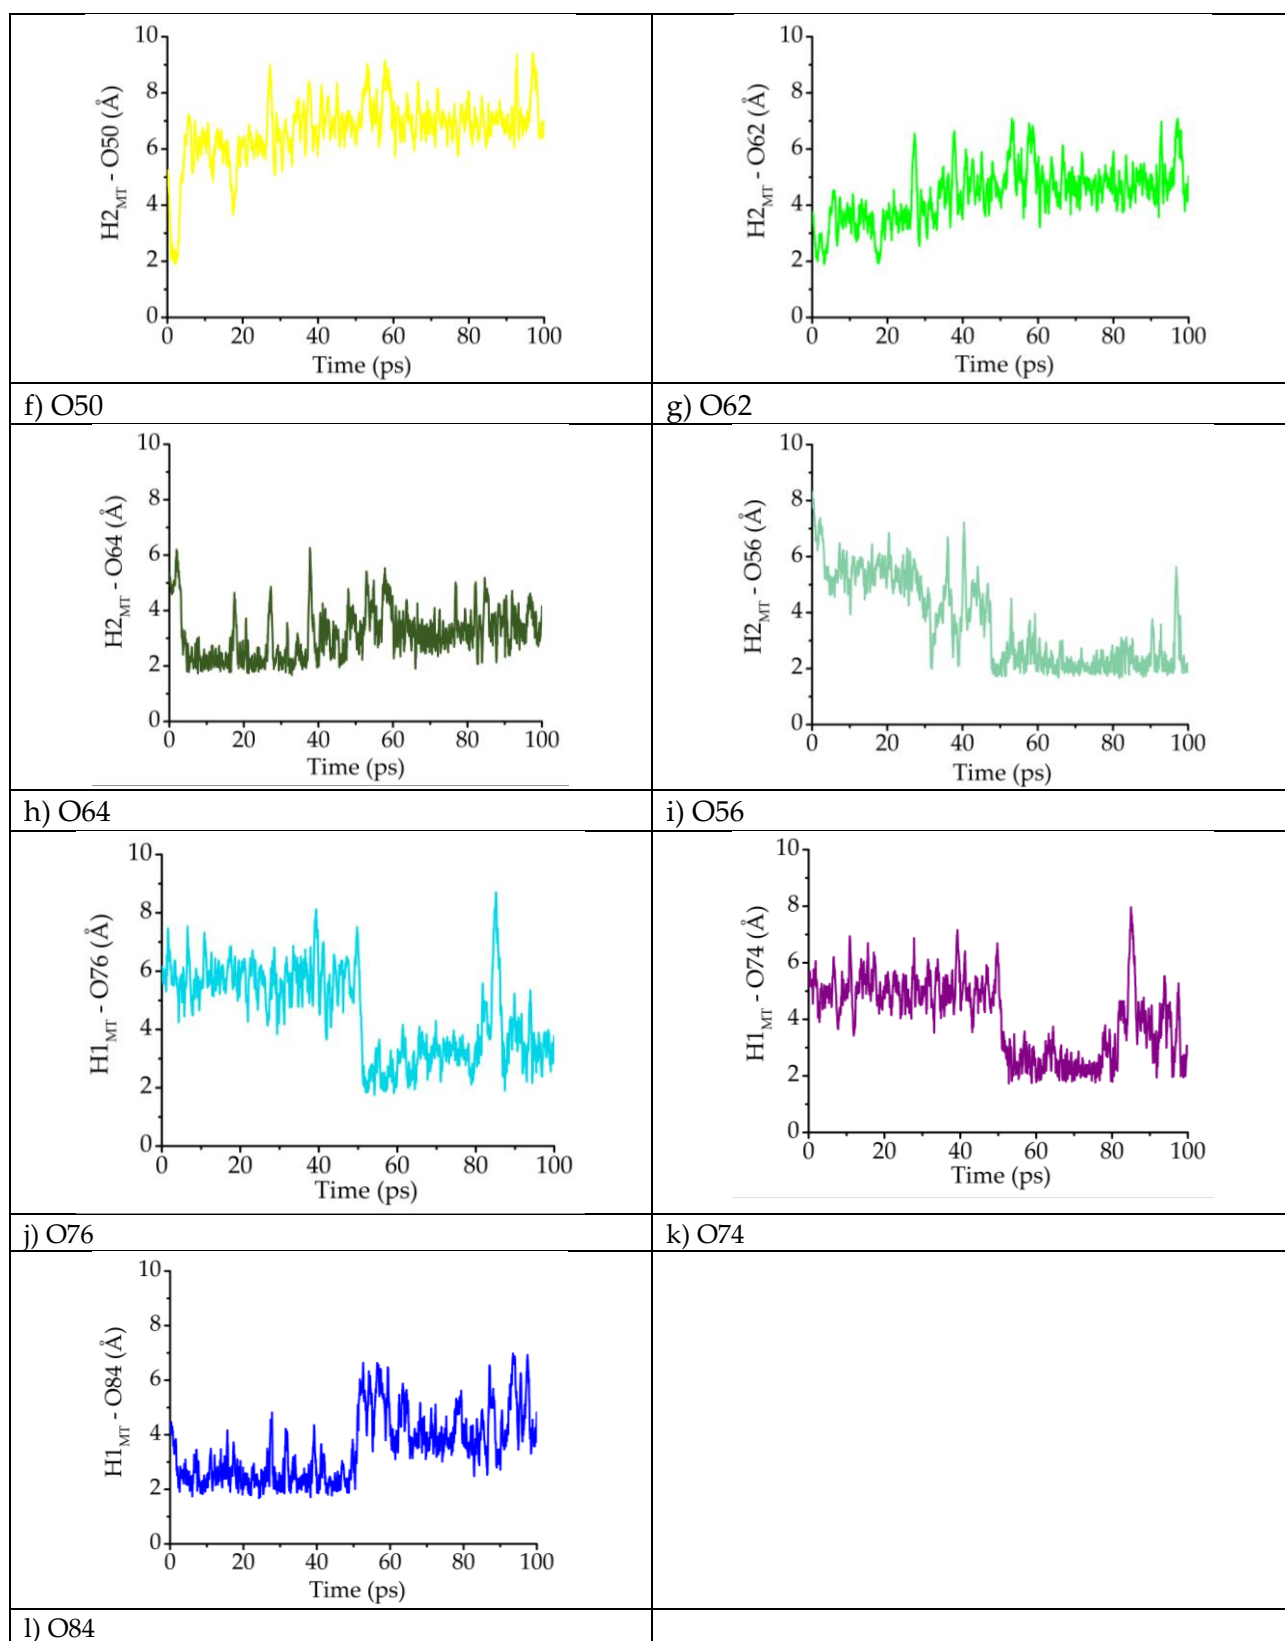 10
8
6
4
2
0
H2MT - O50 (Å)
0 20 40 60 80 100
Time (ps)
10
8
6
4
2
0
H2MT - O62 (Å)
0 20 40 60 80 100
Time (ps)
f) O50
g) O62
10
8
6
4
2
0
H2MT - O64 (Å)
0 20 40 60 80 100
Time (ps)
10
8
6
4
2
0
H2MT - O56 (Å)
0 20 40 60 80 100
Time (ps)
h) O64
i) O56
10
8
6
4
2
0
H1MT - O76 (Å)
0 20 40 60 80 100
Time (ps)
10
8
6
4
2
0
H1MT - O74 (Å)
0 20 40 60 80 100
Time (ps)
j) O76
k) O74
10
8
6
4
2
0
H1MT - O84 (Å)
0 20 40 60 80 100
Time (ps)
l) O84